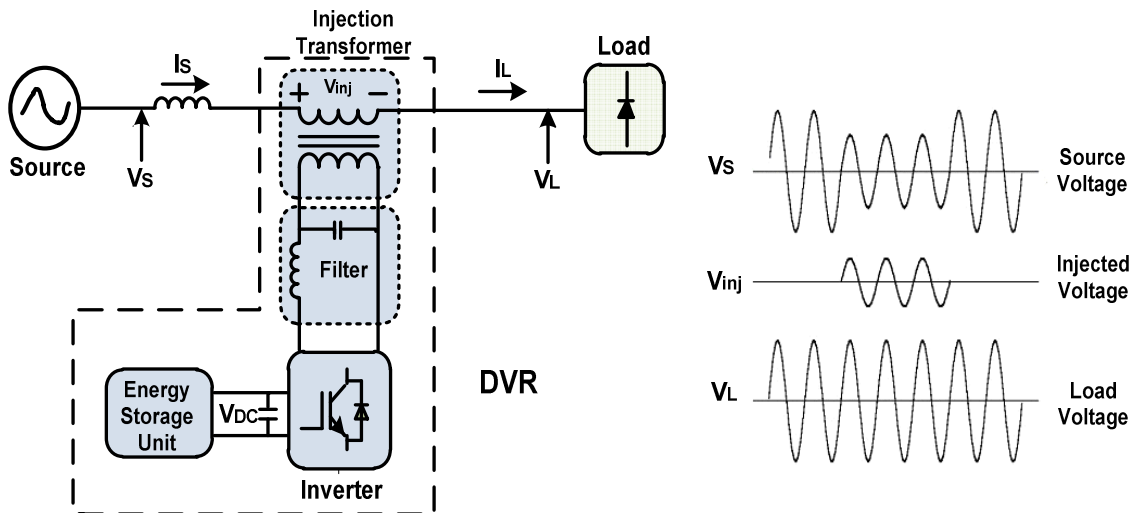 Injection
Transformer
IS
+ Vinj −
IL
Load
Source
VS
VL
Filter
DVR
Energy
Storage
Unit
VDC
Inverter
VS
Source
Voltage
Vinj
Injected
Voltage
VL
Load
Voltage